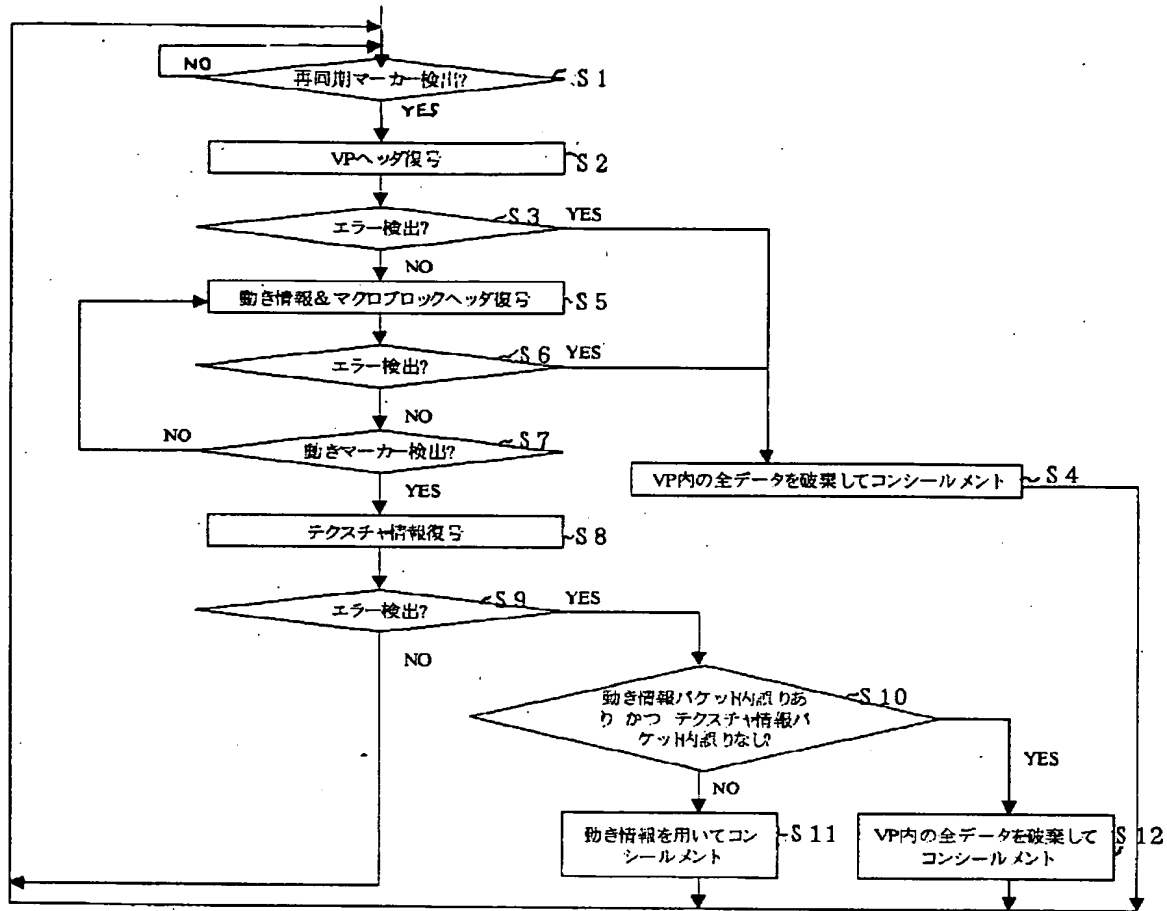 NO
再同期マーカー検出?
S1
YES
VPヘッダ復号
S2
エラー検出?
S3
YES
NO
動き情報&マクロブロックヘッダ復号
S5
エラー検出?
S6
YES
NO
NO
動きマーカー検出?
S7
YES
VP内の全データを破棄してコンシールメント
S4
テクスチャ情報復号
S8
エラー検出?
S9
YES
NO
動き情報パケット内誤りあ
り かつ テクスチャ情報パ
ケット内誤りなし?
S10
YES
NO
動き情報を用いてコン
シールメント
S11
VP内の全データを破棄して
コンシールメント
S12